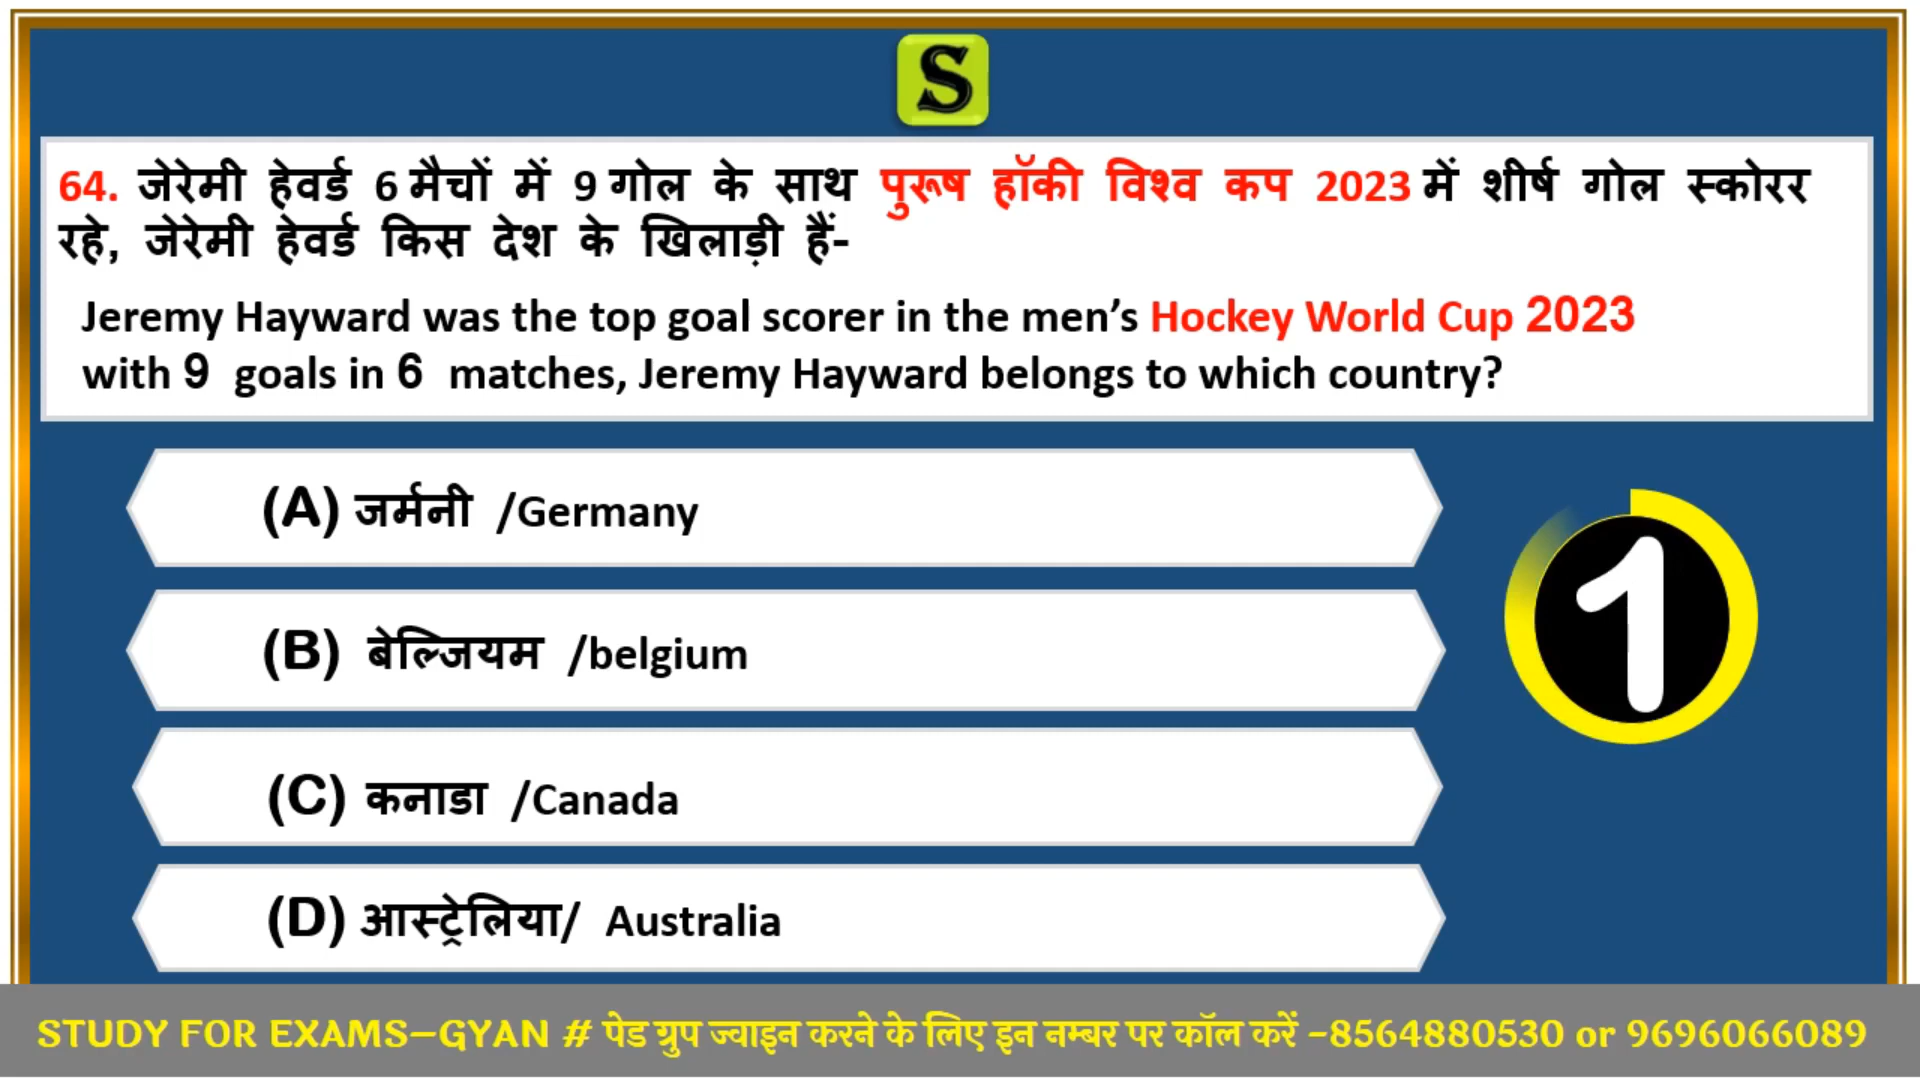 S
64. जेरेमी हेवर्ड 6 मैचों में 9 गोल के साथ पुरूष हॉकी विश्व कप 2023 में शीर्ष गोल स्कोरर
रहे, जेरेमी हेवर्ड किस देश के खिलाड़ी हैं-
Jeremy Hayward was the top goal scorer in the men’s Hockey World Cup 2023
with 9 goals in 6 matches, Jeremy Hayward belongs to which country?
(A) जर्मनी /Germany
(B) बेल्जियम /belgium
1
(C) कनाडा /Canada
(D) आस्ट्रेलिया/ Australia
STUDY FOR EXAMS–GYAN # पेड ग्रुप ज्वाइन करने के लिए इन नम्बर पर कॉल करें –8564880530 or 9696066089